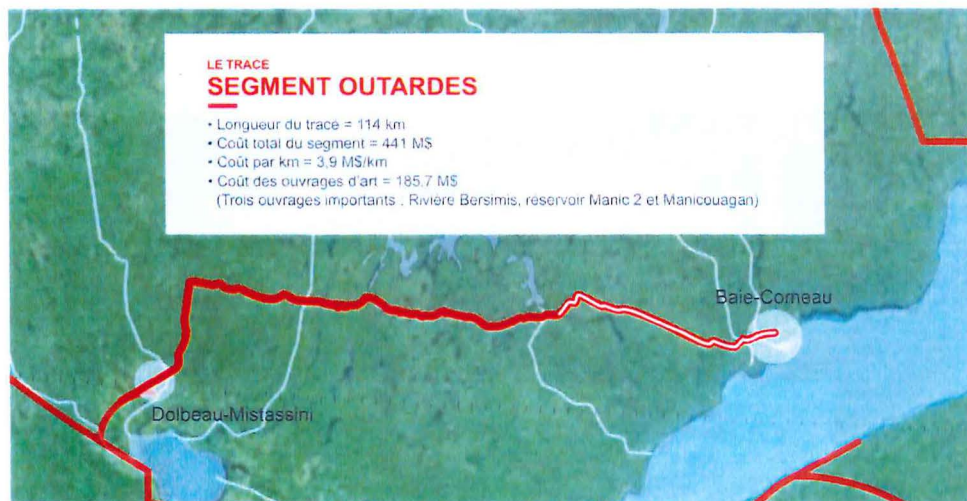 LE TRACÉ
SEGMENT OUTARDES
• Longueur du tracé = 114 km
• Coût total du segment = 441 M$
• Coût par km = 3,9 M$/km
• Coût des ouvrages d'art = 185,7 M$
(Trois ouvrages importants : Rivière Bersimis, réservoir Manic 2 et Manicouagan)
Baie-Comeau
Dolbeau-Mistassini